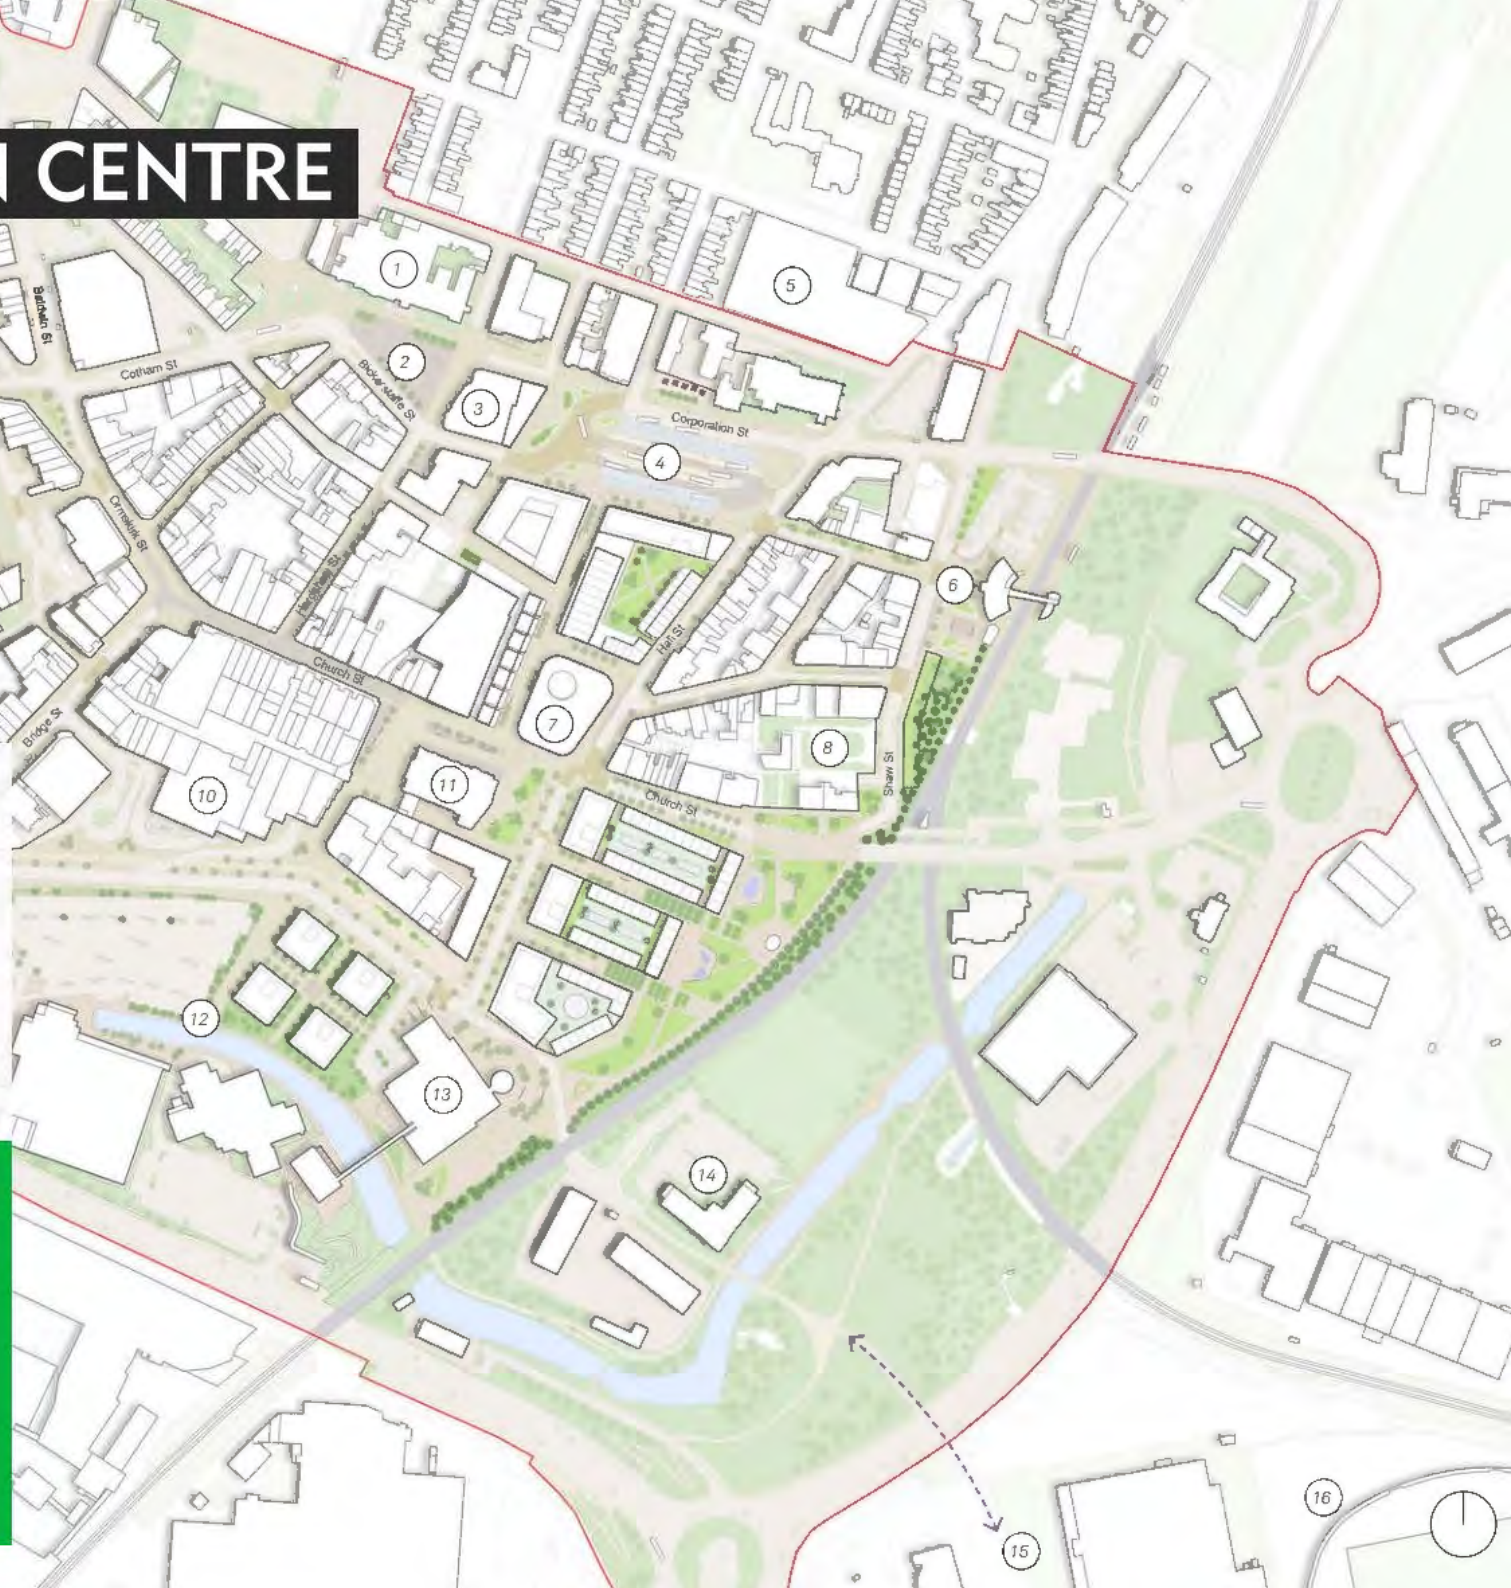 N CENTRE
1
Baldwin St
5
2
Cotham St
Bickerstaffe St
3
Corporation St
4
Ormskirk St
Hardshaw St
6
Hall St
Church St
7
Bridge St
8
Shaw St
11
10
Church St
12
13
14
16
15